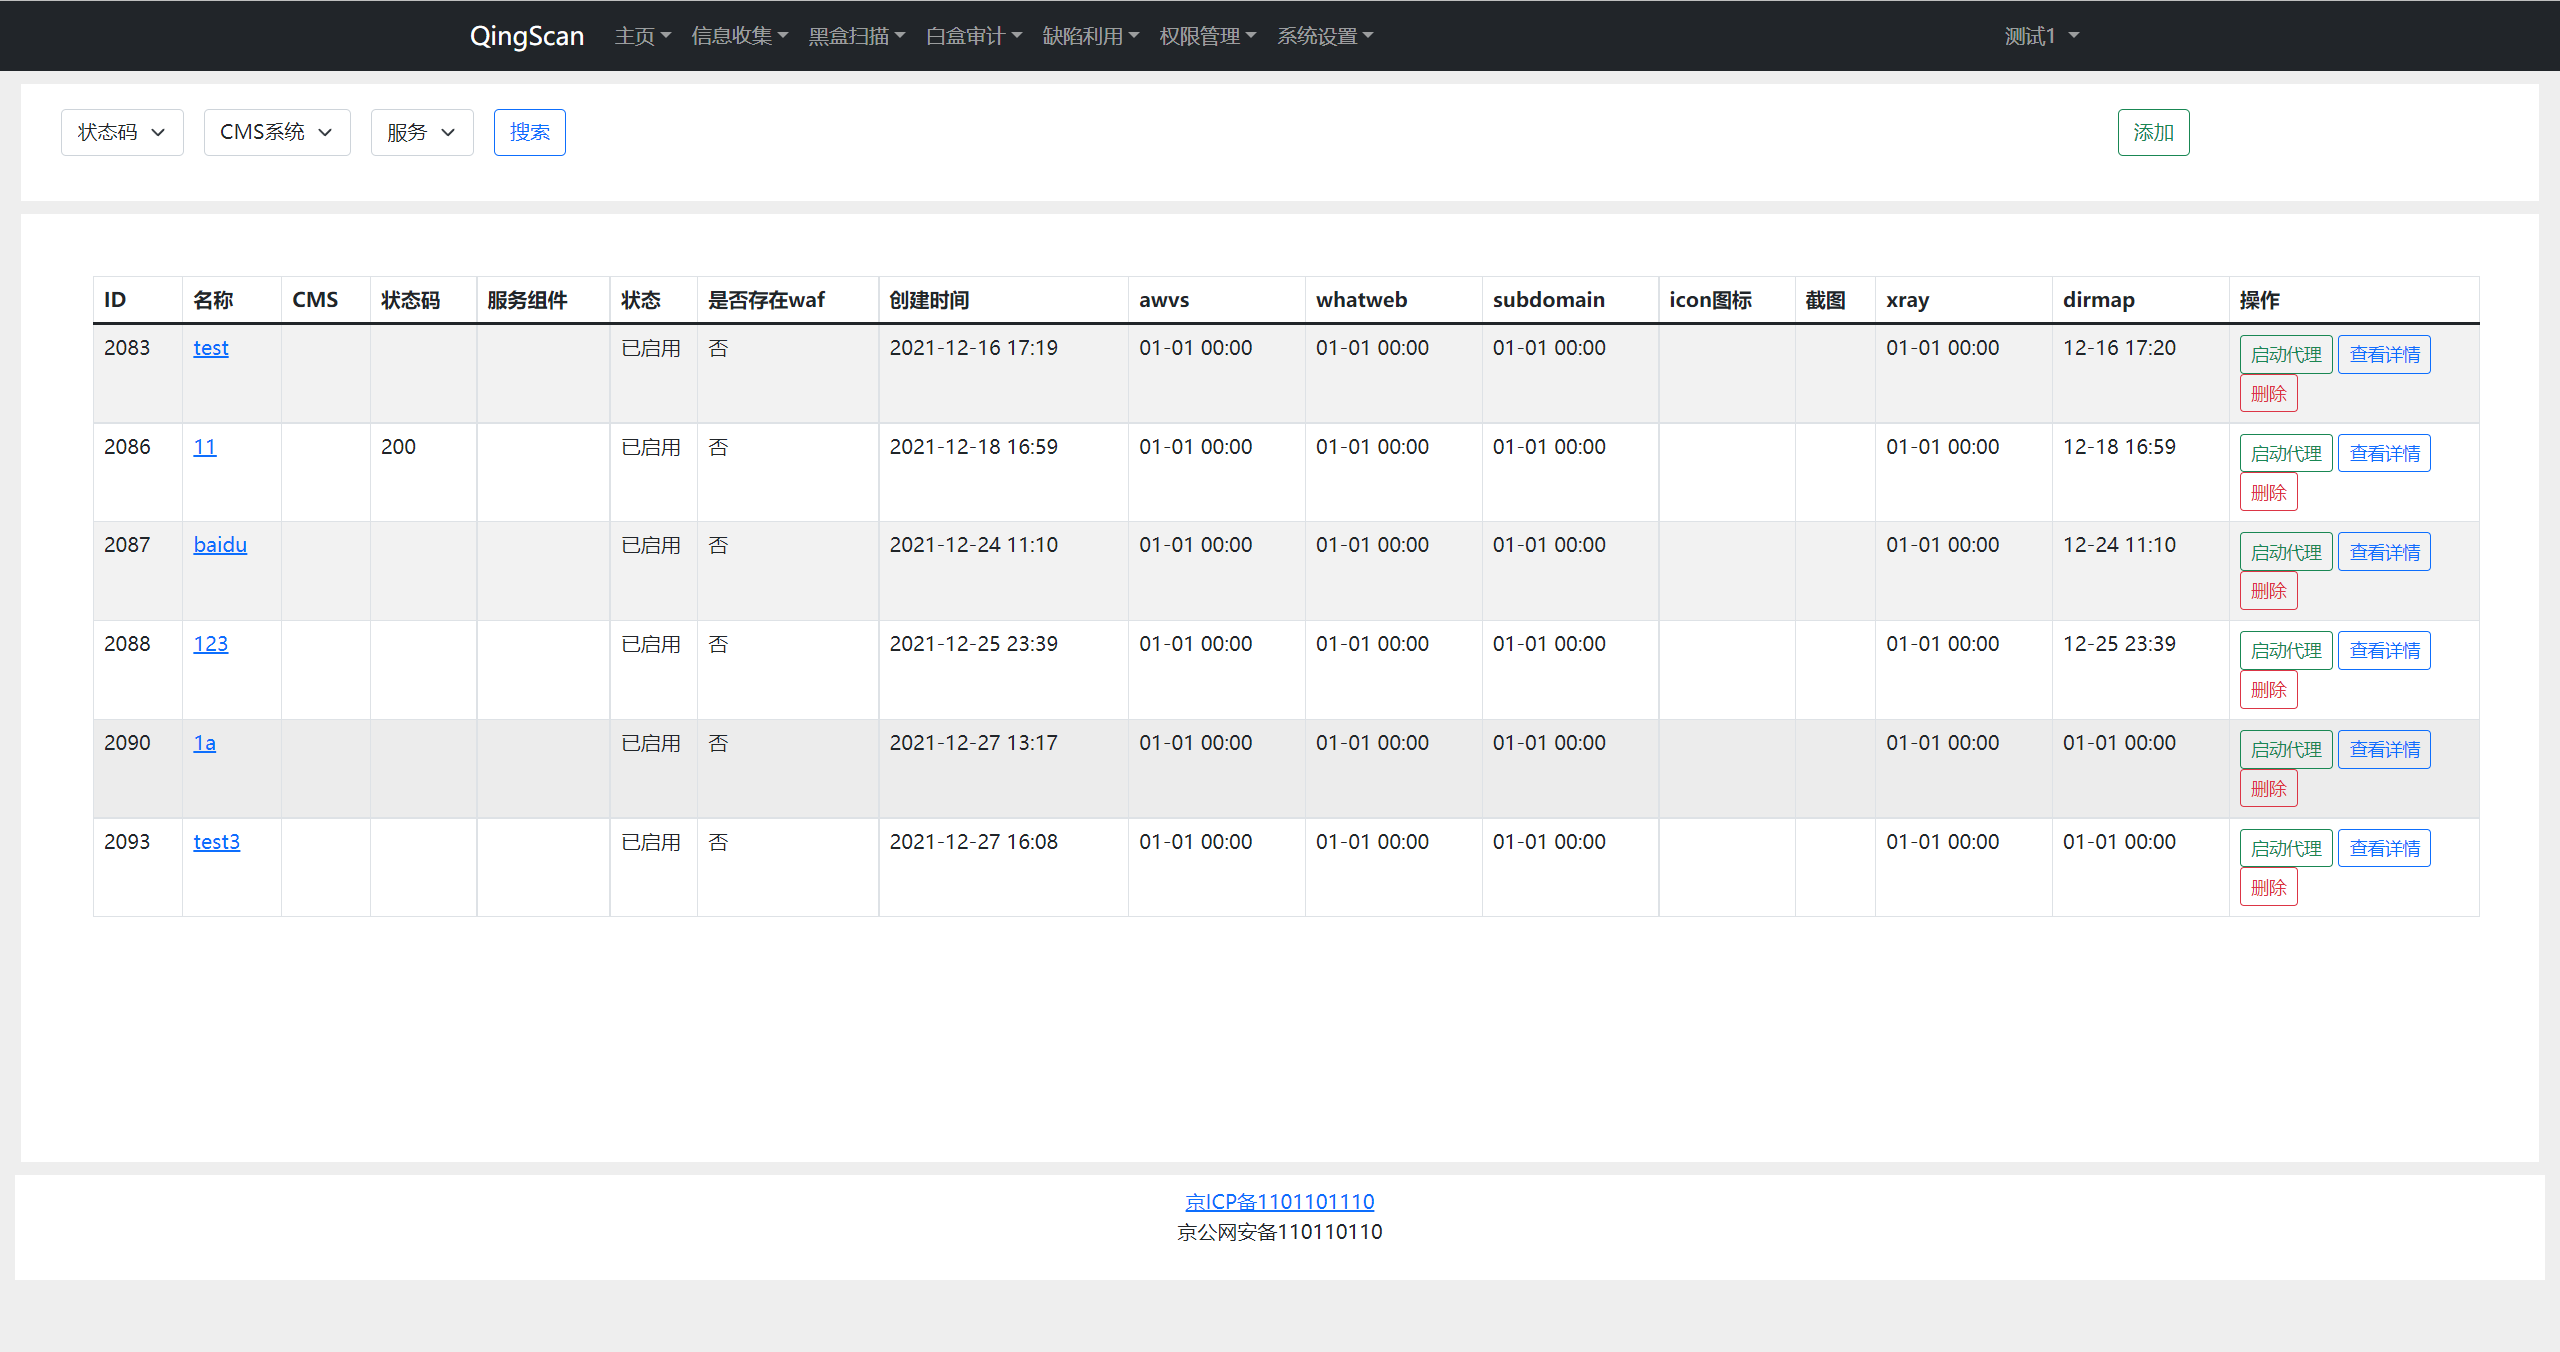 QingScan 主页 信息收集 黑盒扫描 白盒审计 缺陷利用 权限管理 系统设置 测试1
状态码 CMS系统 服务 搜索 添加
ID 名称 CMS 状态码 服务组件 状态 是否存在waf 创建时间 awvs whatweb subdomain icon图标 截图 xray dirmap 操作
2083 test 已启用 否 2021-12-16 17:19 01-01 00:00 01-01 00:00 01-01 00:00 01-01 00:00 12-16 17:20 启动代理 查看详情
删除
2086 11 200 已启用 否 2021-12-18 16:59 01-01 00:00 01-01 00:00 01-01 00:00 01-01 00:00 12-18 16:59 启动代理 查看详情
删除
2087 baidu 已启用 否 2021-12-24 11:10 01-01 00:00 01-01 00:00 01-01 00:00 01-01 00:00 12-24 11:10 启动代理 查看详情
删除
2088 123 已启用 否 2021-12-25 23:39 01-01 00:00 01-01 00:00 01-01 00:00 01-01 00:00 12-25 23:39 启动代理 查看详情
删除
2090 1a 已启用 否 2021-12-27 13:17 01-01 00:00 01-01 00:00 01-01 00:00 01-01 00:00 01-01 00:00 启动代理 查看详情
删除
2093 test3 已启用 否 2021-12-27 16:08 01-01 00:00 01-01 00:00 01-01 00:00 01-01 00:00 01-01 00:00 启动代理 查看详情
删除
京ICP备1101101110
京公网安备110110110